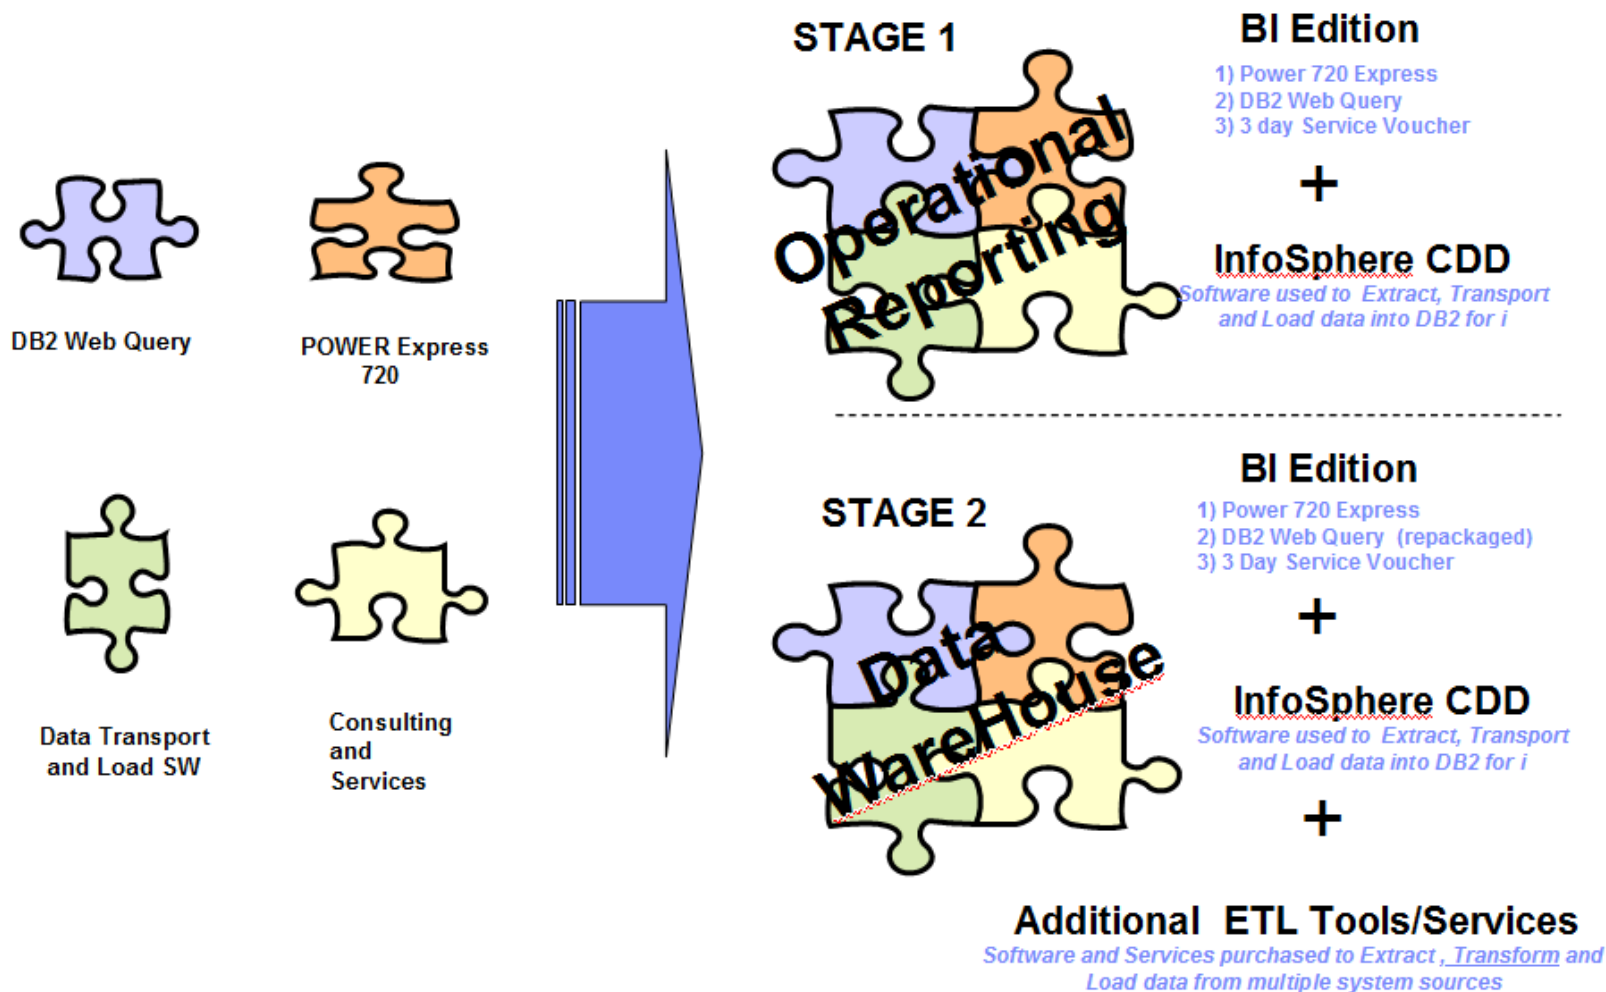 DB2 Web Query
POWER Express
720
Data Transport
and Load SW
Consulting
and
Services
STAGE 1
Operational
Reporting
BI Edition
1) Power 720 Express
2) DB2 Web Query
3) 3 day Service Voucher
+
InfoSphere CDD
Software used to Extract, Transport
and Load data into DB2 for i
STAGE 2
Data
WareHouse
BI Edition
1) Power 720 Express
2) DB2 Web Query (repackaged)
3) 3 Day Service Voucher
+
InfoSphere CDD
Software used to Extract, Transport
and Load data into DB2 for i
+
Additional ETL Tools/Services
Software and Services purchased to Extract , Transform and
Load data from multiple system sources